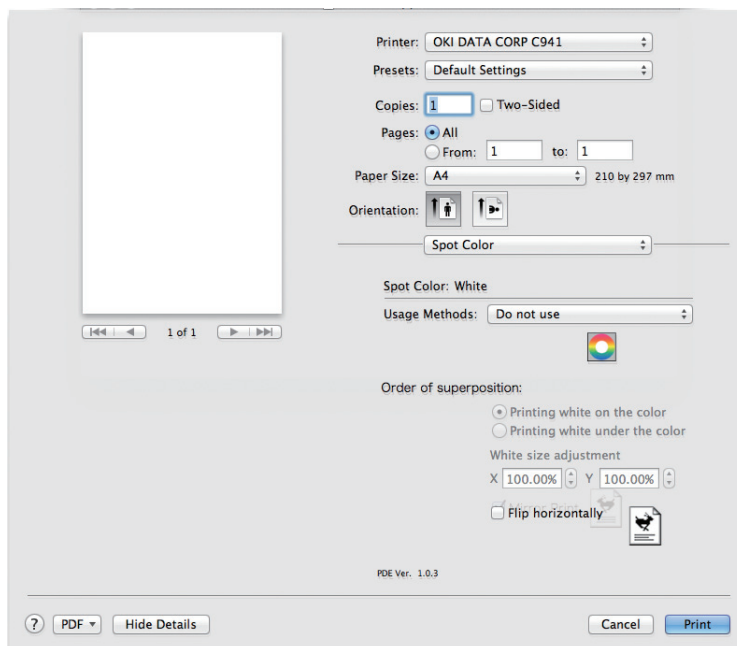 Printer: OKI DATA CORP C941
Presets: Default Settings
Copies: 1 Two-Sided
Pages: All
From: 1 to: 1
Paper Size: A4 210 by 297 mm
Orientation:
Spot Color
Spot Color: White
Usage Methods: Do not use
1 of 1
Order of superposition:
Printing white on the color
Printing white under the color
White size adjustment
X 100.00% Y 100.00%
Flip horizontally
PDE Ver. 1.0.3
? PDF Hide Details Cancel Print